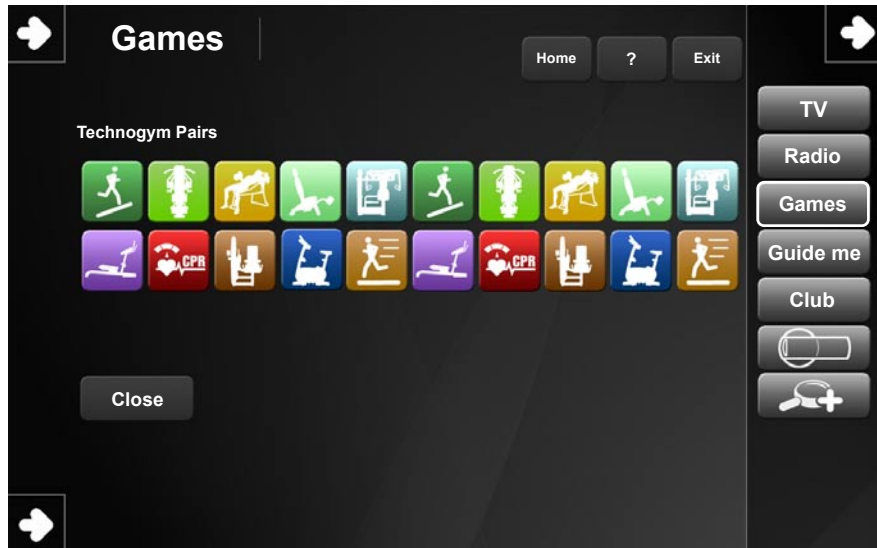 Games
Home
?
Exit
TV
Technogym Pairs
Radio
Games
Guide me
CPR
CPR
Club
Close